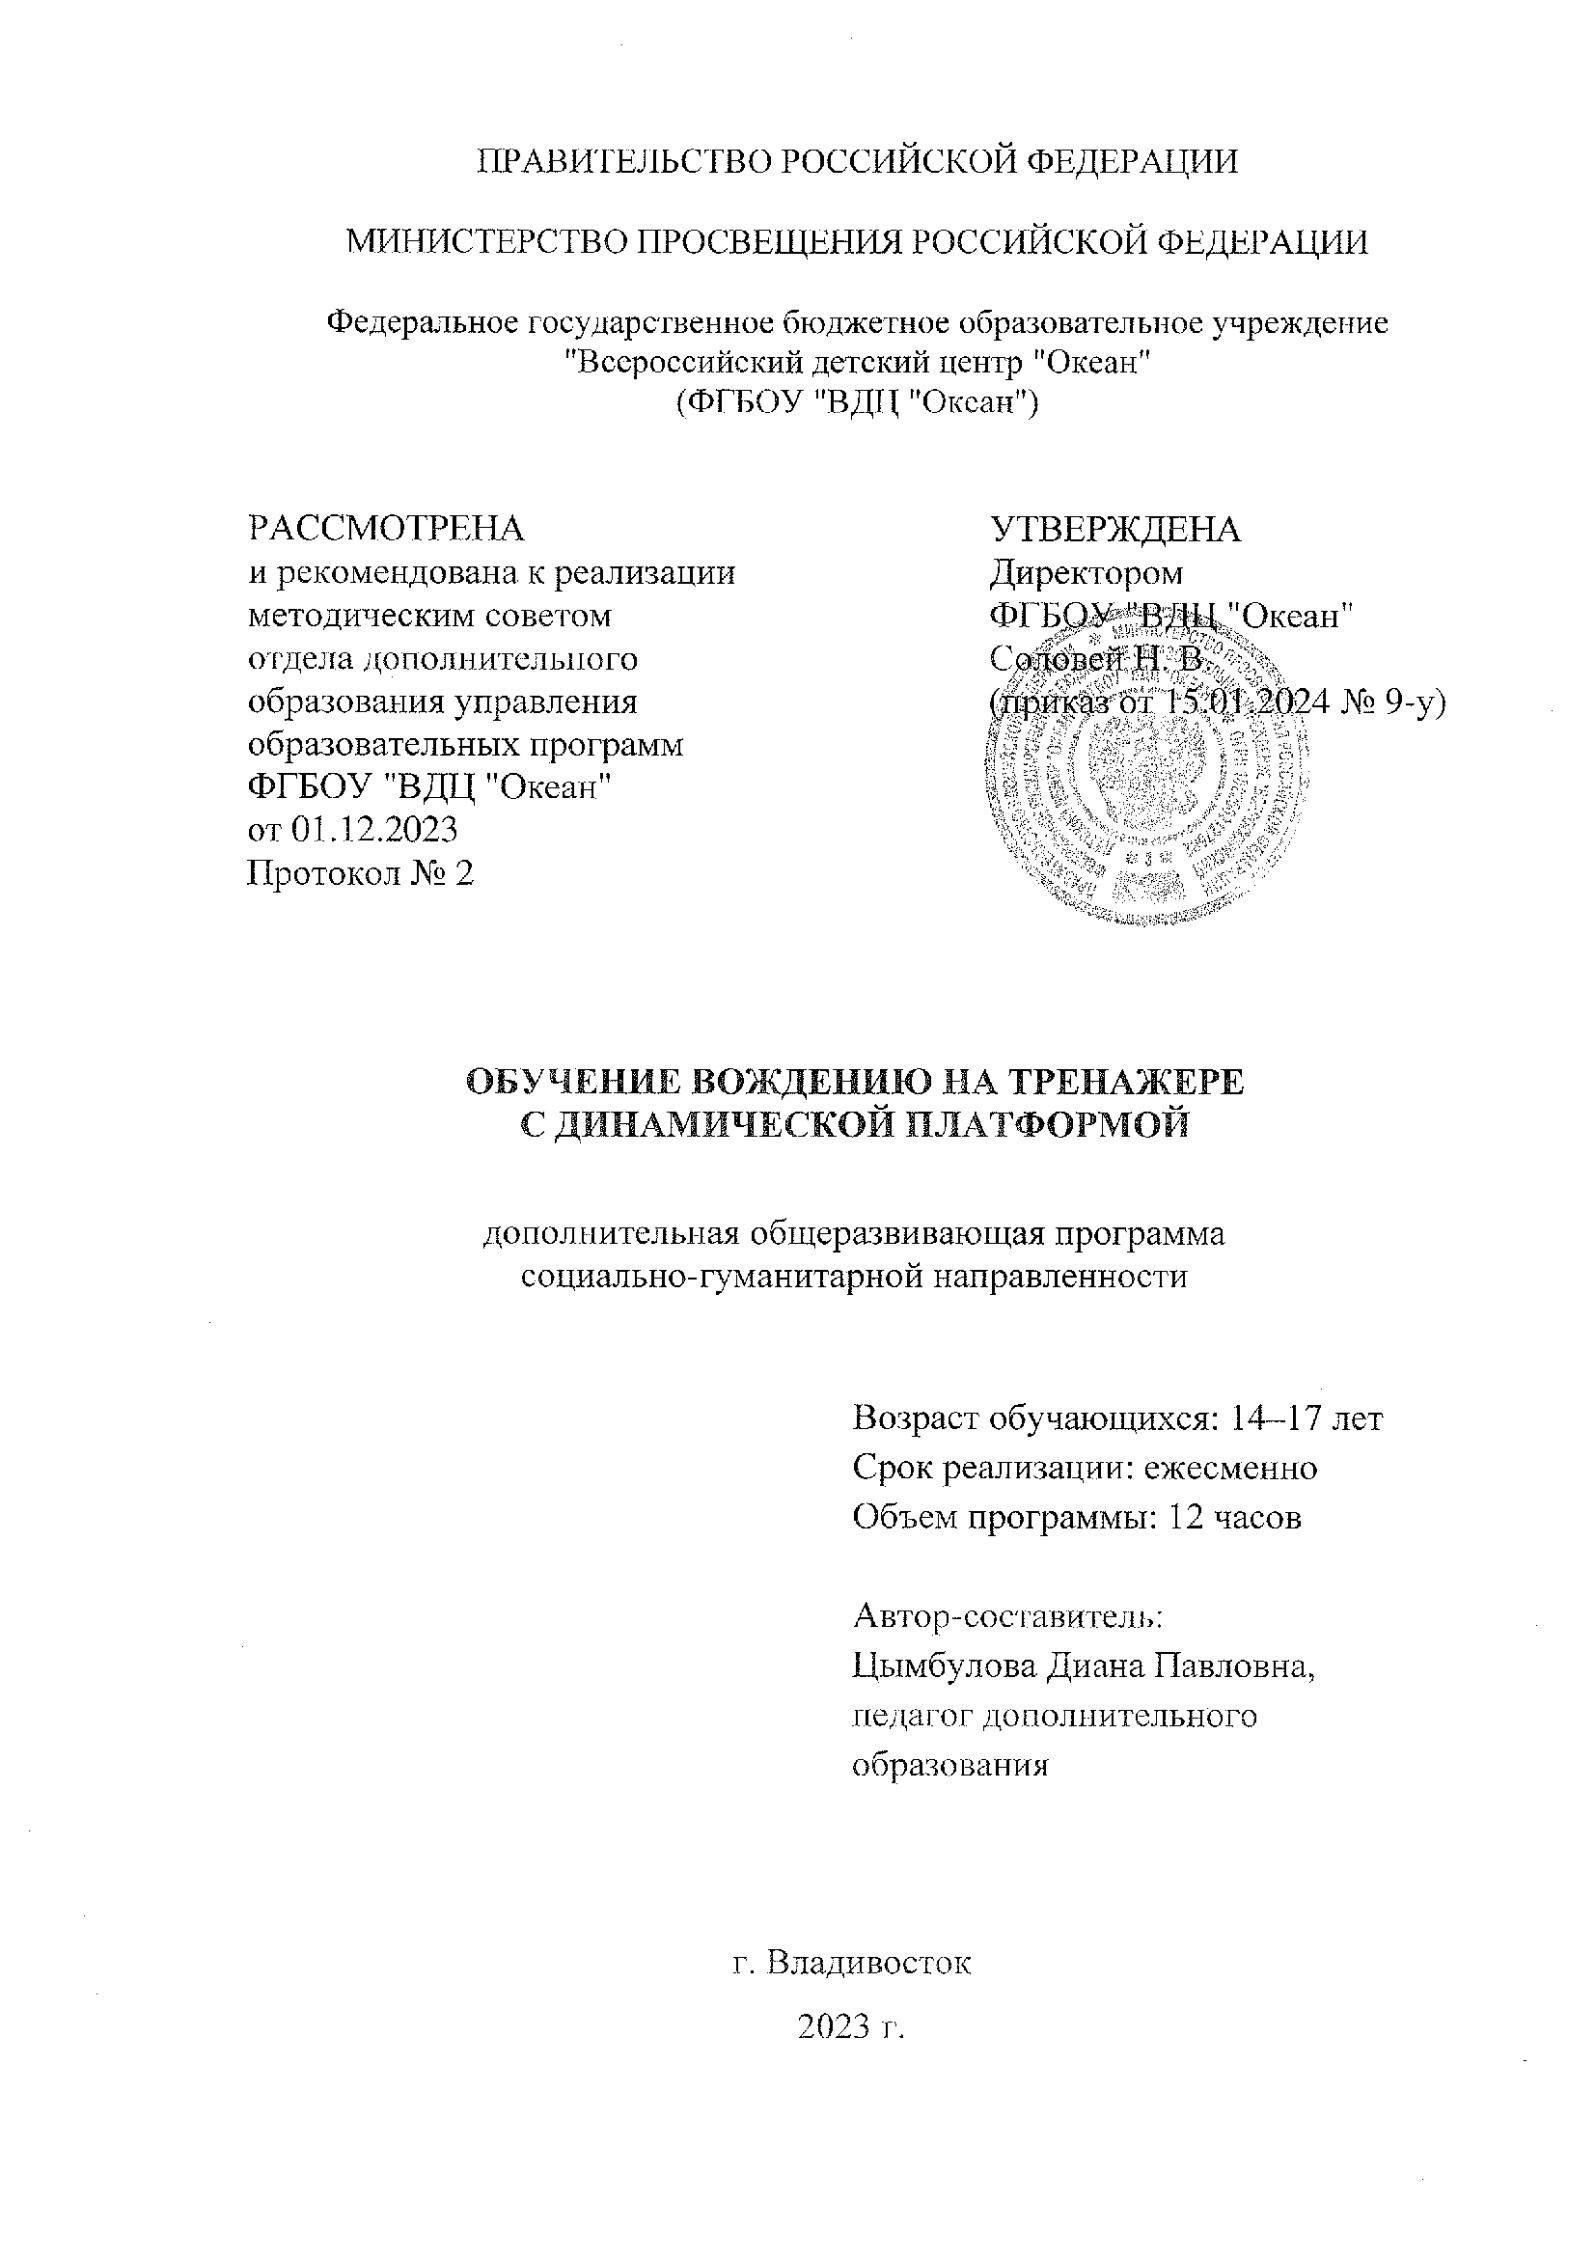 ПРАВИТЕЛЬСТВО РОССИЙСКОЙ ФЕДЕРАЦИИ
МИНИСТЕРСТВО ПРОСВЕЩЕНИЯ РОССИЙСКОЙ ФЕДЕРАЦИИ
Федеральное государственное бюджетное образовательное учреждение
"Всероссийский детский центр "Океан"
(ФГБОУ "ВДЦ "Океан")
РАССМОТРЕНА
и рекомендована к реализации
методическим советом
отдела дополнительного
образования управления
образовательных программ
ФГБОУ "ВДЦ "Океан"
от 01.12.2023
Протокол № 2
УТВЕРЖДЕНА
Директором
ФГБОУ "ВДЦ "Океан"
Соловей Н. В.
(приказ от 15.01.2024 № 9-у)
ОБУЧЕНИЕ ВОЖДЕНИЮ НА ТРЕНАЖЕРЕ
С ДИНАМИЧЕСКОЙ ПЛАТФОРМОЙ
дополнительная общеразвивающая программа
социально-гуманитарной направленности
Возраст обучающихся: 14–17 лет
Срок реализации: ежесменно
Объем программы: 12 часов
Автор-составитель:
Цымбулова Диана Павловна,
педагог дополнительного
образования
г. Владивосток
2023 г.